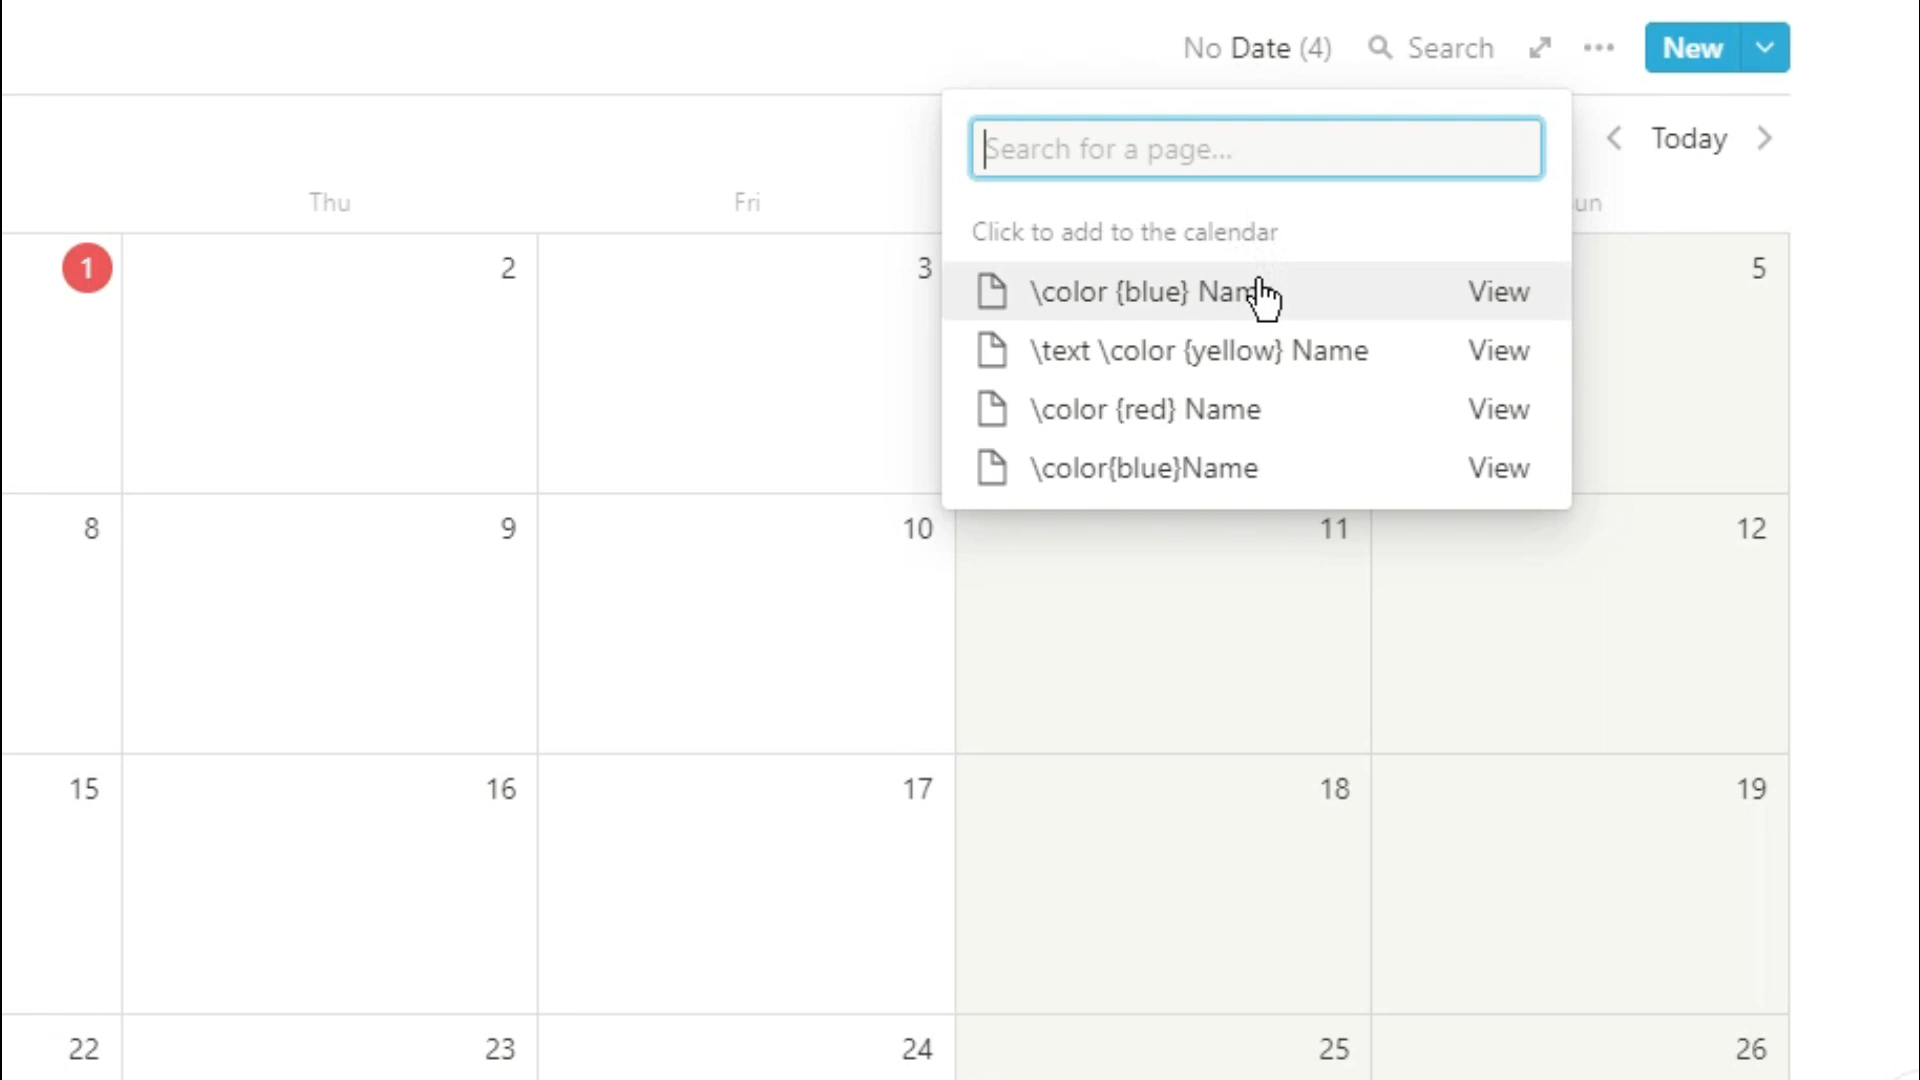 No Date (4) Search ••• New
Search for a page...
Today
Thu Fri un
Click to add to the calendar
1 2 3 5
\color {blue} Nam View
\text \color {yellow} Name View
\color {red} Name View
\color{blue}Name View
8 9 10 11 12
15 16 17 18 19
22 23 24 25 26